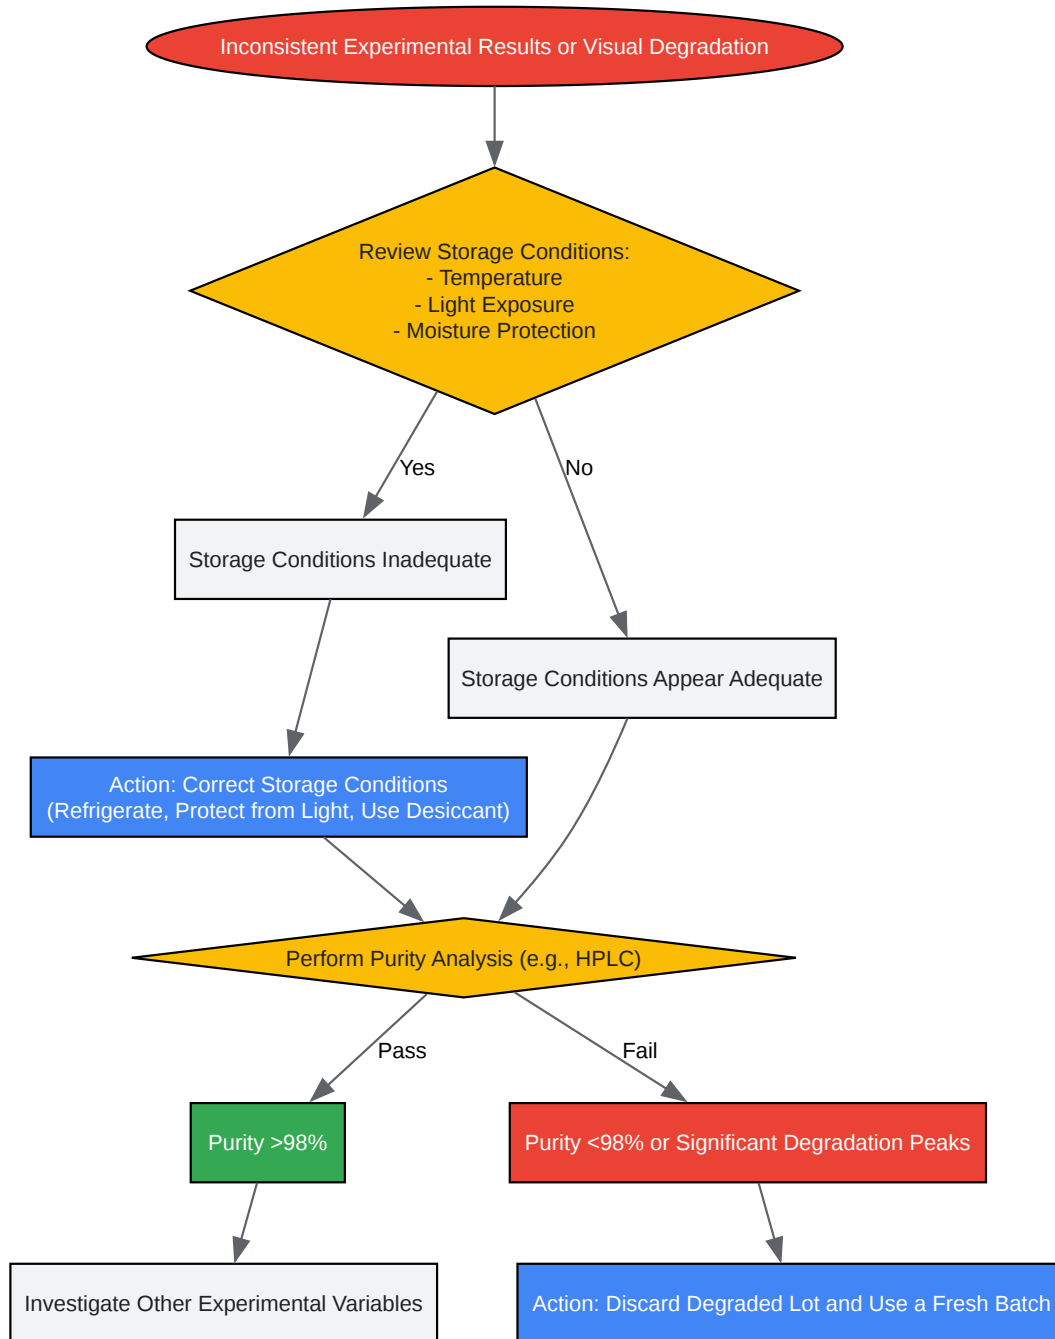 Inconsistent Experimental Results or Visual Degradation
Review Storage Conditions:
- Temperature
- Light Exposure
- Moisture Protection
Yes
No
Storage Conditions Inadequate
Storage Conditions Appear Adequate
Action: Correct Storage Conditions
(Refrigerate, Protect from Light, Use Desiccant)
Perform Purity Analysis (e.g., HPLC)
Pass
Fail
Purity >98%
Purity <98% or Significant Degradation Peaks
Investigate Other Experimental Variables
Action: Discard Degraded Lot and Use a Fresh Batch